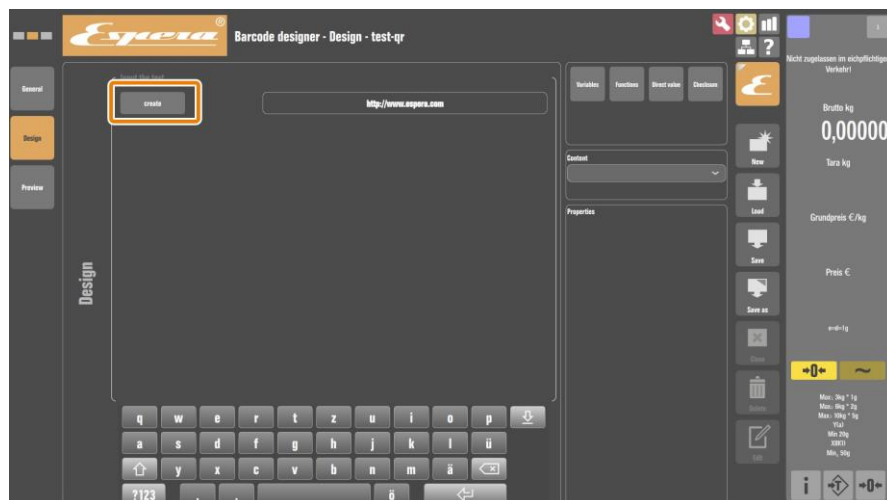 Espera®
Barcode designer - Design - test-qr
General
Design
Preview
Design
Input the text
create
http://www.espera.com
Variables
Functions
Direct value
Checksum
Content
Properties
?
New
Load
Save
Save as
Close
Delete
Edit
Nicht zugelassen im eichpflichtigen
Verkehr!
Brutto kg
0,00000
Tara kg
Grundpreis €/kg
Preis €
e=d=1g
→0←
~
Max: 3kg * 1g
Max: 6kg * 2g
Max: 10kg * 5g
Min 20g
Min. 50g
i
→T←
→0←
q w e r t z u i o p
a s d f g h j k l ü
y x c v b n m ä
?123 . , ö